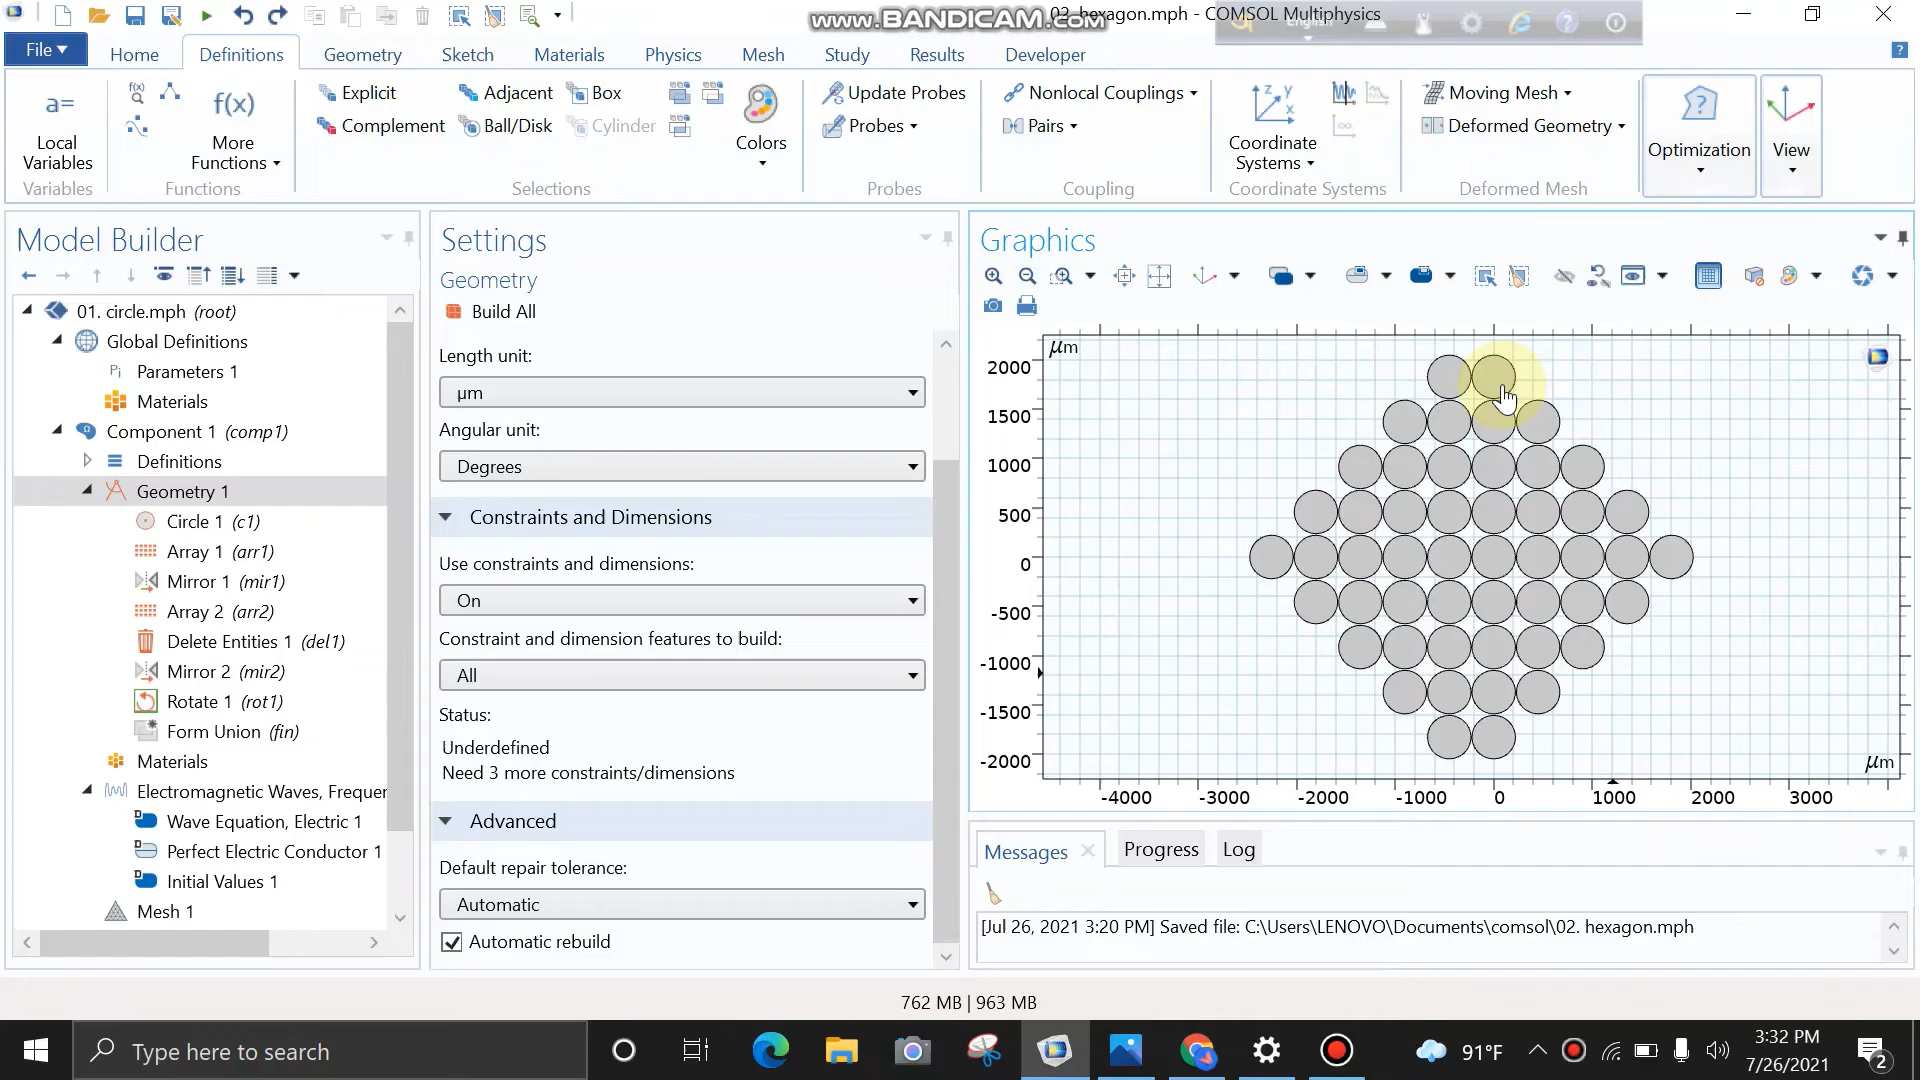 www.BANDICAM.com
02. hexagon.mph - COMSOL Multiphysics
File
Home
Definitions
Geometry
Sketch
Materials
Physics
Mesh
Study
Results
Developer
a=
Local
Variables
Variables
f(x)
f(x)
More
Functions
Functions
Explicit
Complement
Adjacent
Ball/Disk
Box
Cylinder
Colors
Selections
Update Probes
Probes
Probes
Nonlocal Couplings
Pairs
Coupling
z y
x
Coordinate
Systems
Coordinate Systems
Moving Mesh
Deformed Geometry
Deformed Mesh
Optimization
View
Model Builder
01. circle.mph (root)
Global Definitions
Pi Parameters 1
Materials
Component 1 (comp1)
Definitions
Geometry 1
Circle 1 (c1)
Array 1 (arr1)
Mirror 1 (mir1)
Array 2 (arr2)
Delete Entities 1 (del1)
Mirror 2 (mir2)
Rotate 1 (rot1)
Form Union (fin)
Materials
Electromagnetic Waves, Frequer
Wave Equation, Electric 1
Perfect Electric Conductor 1
Initial Values 1
Mesh 1
Settings
Geometry
Build All
Length unit:
µm
Angular unit:
Degrees
Constraints and Dimensions
Use constraints and dimensions:
On
Constraint and dimension features to build:
All
Status:
Underdefined
Need 3 more constraints/dimensions
Advanced
Default repair tolerance:
Automatic
Automatic rebuild
Graphics
µm
2000
1500
1000
500
0
-500
-1000
-1500
-2000
µm
-4000
-3000
-2000
-1000
0
1000
2000
3000
Messages
Progress
Log
[Jul 26, 2021 3:20 PM] Saved file: C:\Users\LENOVO\Documents\comsol\02. hexagon.mph
762 MB | 963 MB
Type here to search
91°F
3:32 PM
7/26/2021
2